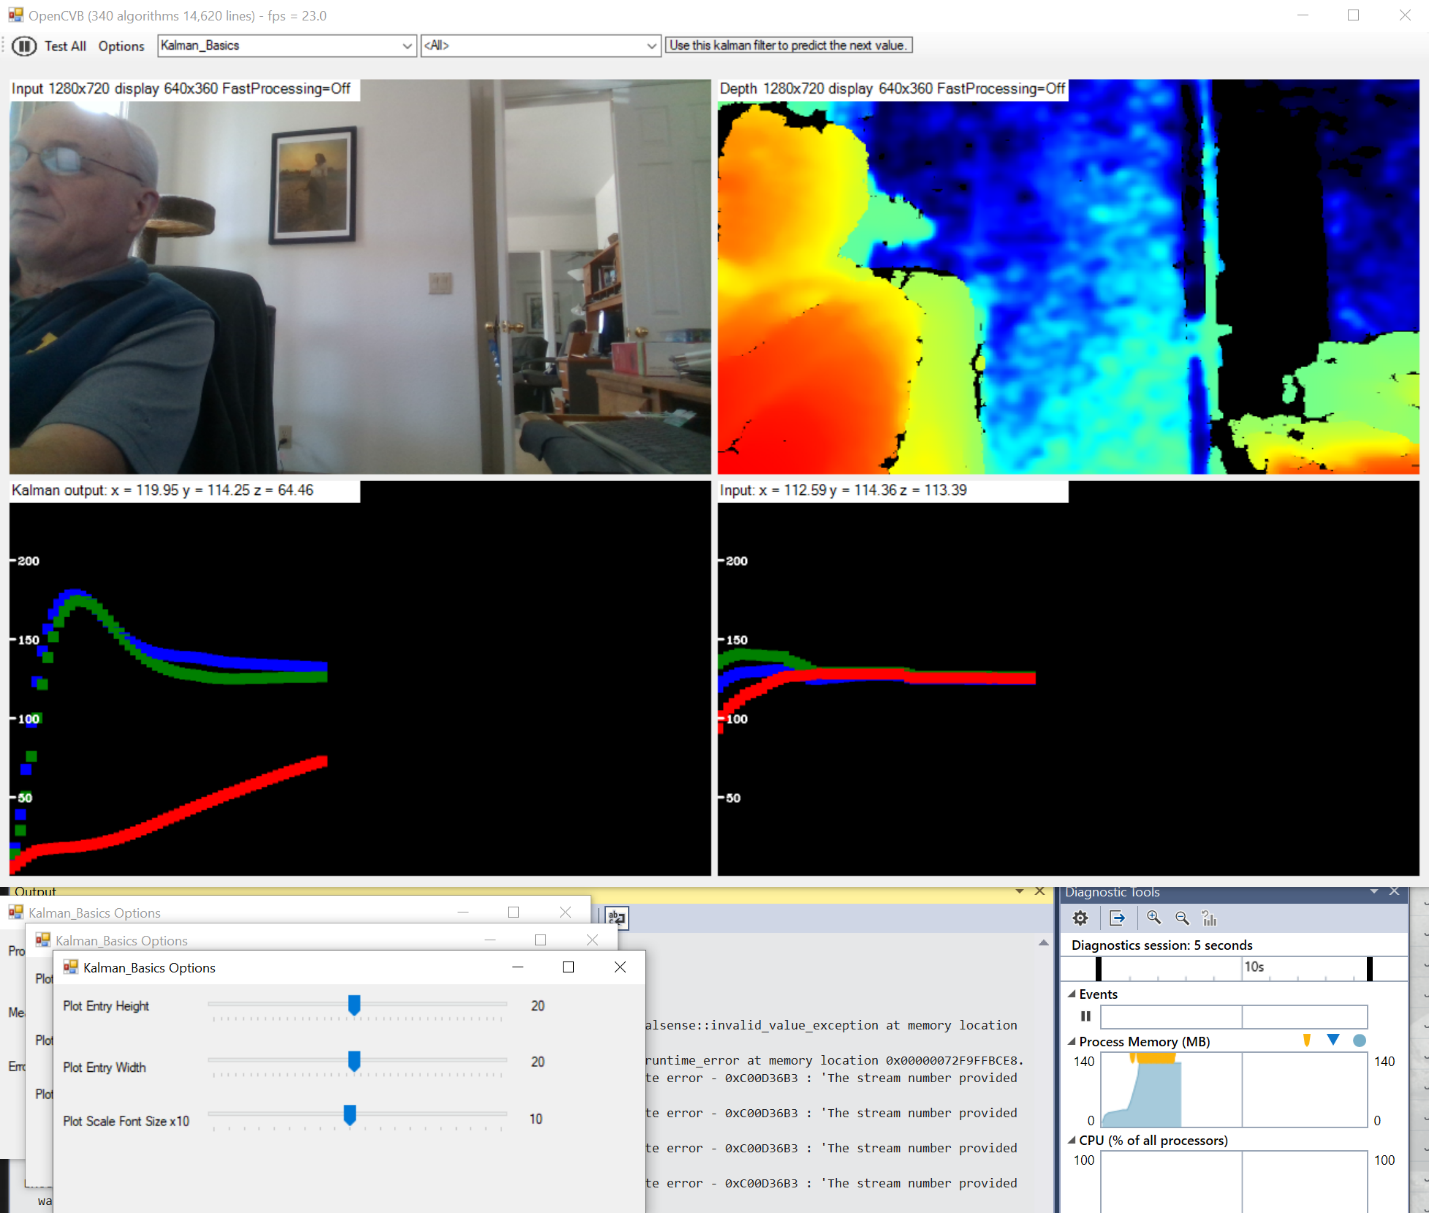 OpenCVB (340 algorithms 14,620 lines) - fps = 23.0
Test All Options Kalman_Basics <All> Use this kalman filter to predict the next value.
Input 1280x720 display 640x360 FastProcessing=Off
Depth 1280x720 display 640x360 FastProcessing=Off
Kalman output: x = 119.95 y = 114.25 z = 64.46
Input: x = 112.59 y = 114.36 z = 113.39
200
150
100
50
200
150
100
50
Output
Kalman_Basics Options
Pro
Mea
Erro
Kalman_Basics Options
Plot
Plot
Plot
Kalman_Basics Options
Plot Entry Height 20
Plot Entry Width 20
Plot Scale Font Size x10 10
alsense::invalid_value_exception at memory location
runtime_error at memory location 0x00000072F9FFBCE8.
te error - 0xC00D36B3 : 'The stream number provided
te error - 0xC00D36B3 : 'The stream number provided
te error - 0xC00D36B3 : 'The stream number provided
te error - 0xC00D36B3 : 'The stream number provided
wa
Diagnostic Tools
Diagnostics session: 5 seconds
10s
Events
Process Memory (MB)
140 140
0 0
CPU (% of all processors)
100 100